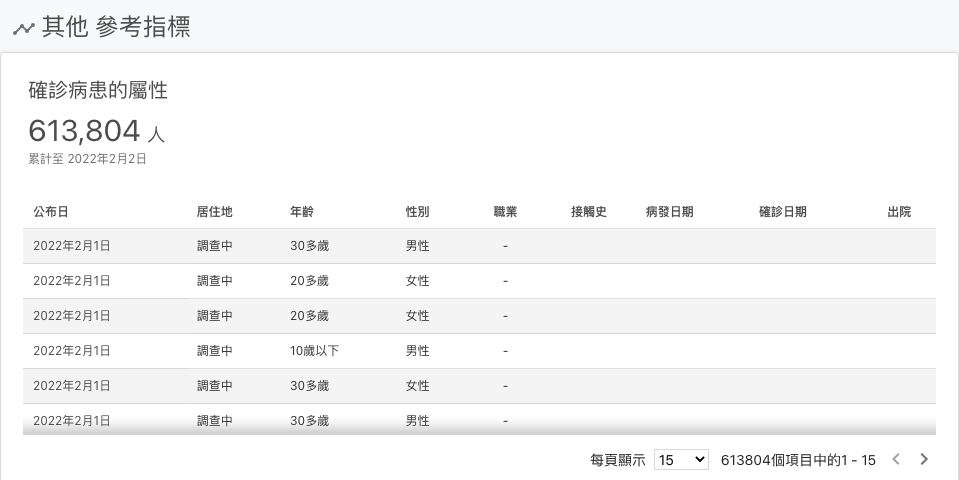 其他 參考指標
確診病患的屬性
613,804 人
累計至 2022年2月2日
公布日 居住地 年齡 性別 職業 接觸史 病發日期 確診日期 出院
2022年2月1日 調查中 30多歲 男性 -
2022年2月1日 調查中 20多歲 女性 -
2022年2月1日 調查中 20多歲 女性 -
2022年2月1日 調查中 10歲以下 男性 -
2022年2月1日 調查中 30多歲 女性 -
2022年2月1日 調查中 30多歲 男性 -
每頁顯示 15 613804個項目中的1 - 15